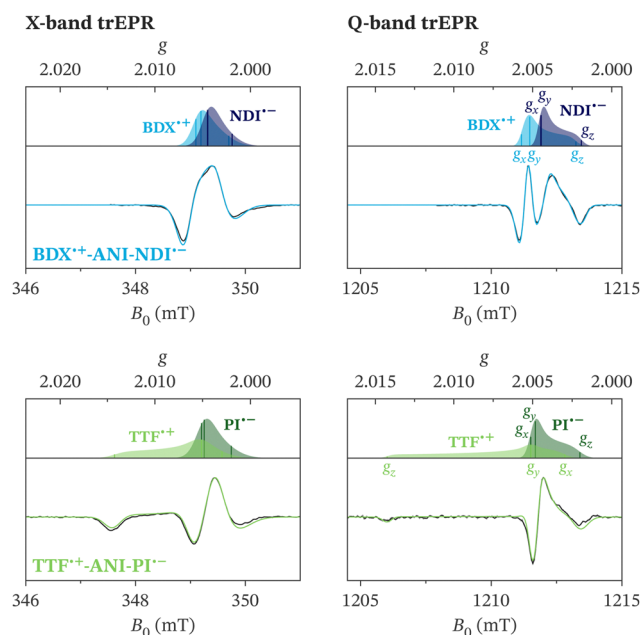 X-band trEPR
Q-band trEPR
g
2.020 2.010 2.000
g
2.015 2.010 2.005 2.000
BDX•+
NDI•−
BDX•+
gx
gy
NDI•−
gz
gx gy
gz
BDX•+-ANI-NDI•−
346 348 350
B0 (mT)
1205 1210 1215
B0 (mT)
g
2.020 2.010 2.000
g
2.015 2.010 2.005 2.000
TTF•+
PI•−
TTF•+
gy
gx
PI•−
gz
gz
gy
gx
TTF•+-ANI-PI•−
346 348 350
B0 (mT)
1205 1210 1215
B0 (mT)